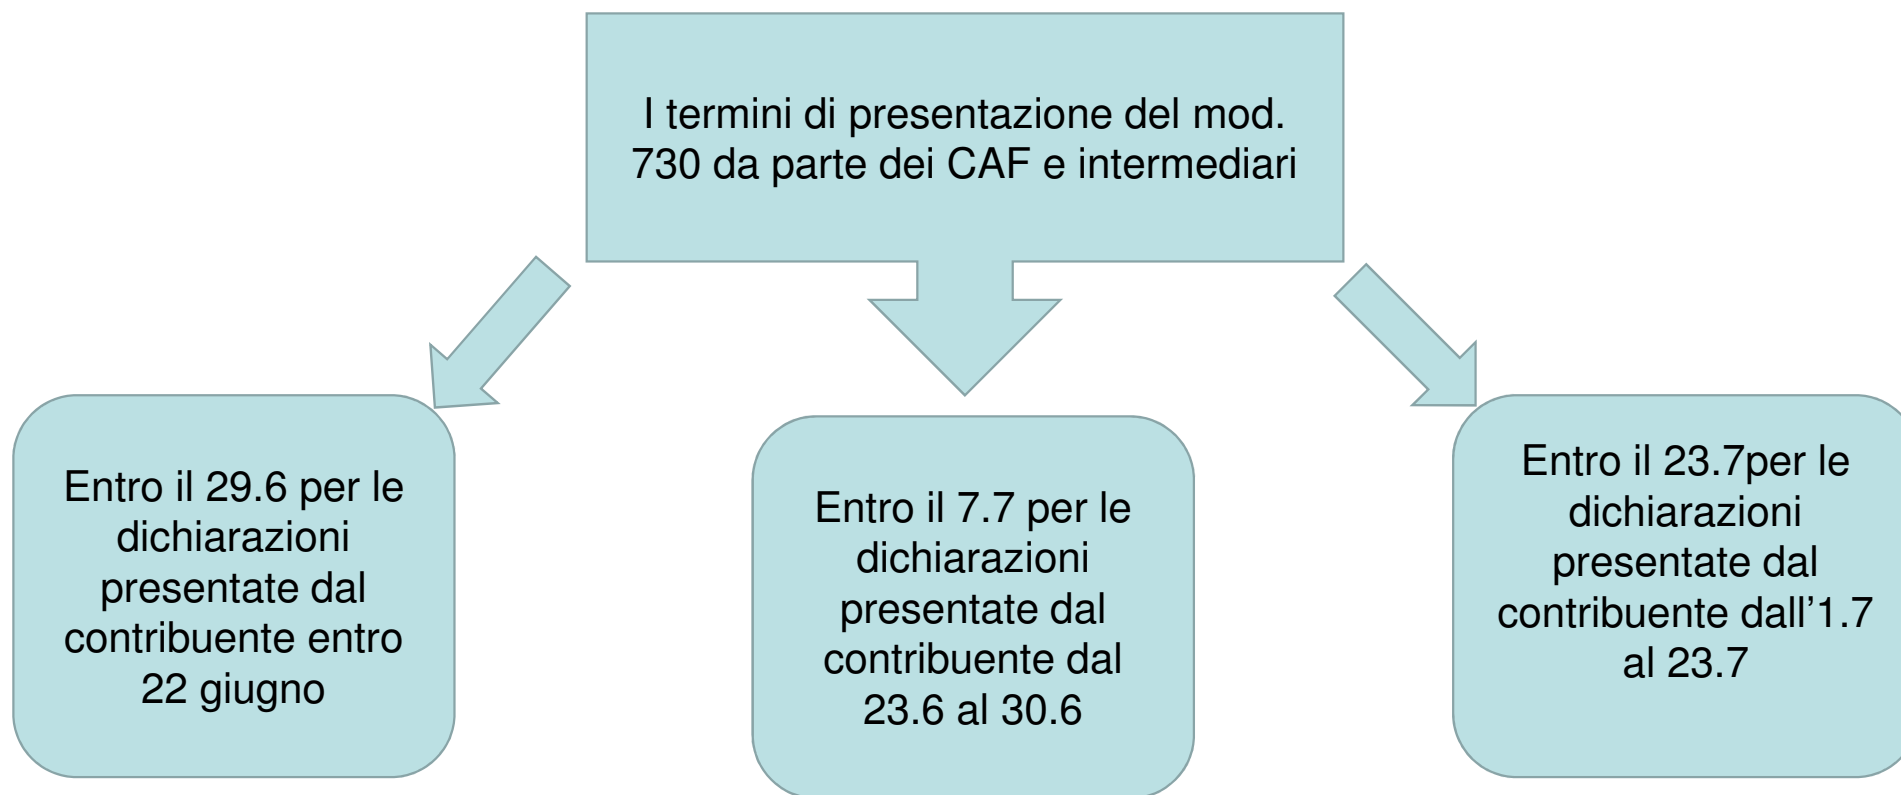 I termini di presentazione del mod.
730 da parte dei CAF e intermediari
Entro il 29.6 per le
dichiarazioni
presentate dal
contribuente entro
22 giugno
Entro il 7.7 per le
dichiarazioni
presentate dal
contribuente dal
23.6 al 30.6
Entro il 23.7per le
dichiarazioni
presentate dal
contribuente dall’1.7
al 23.7